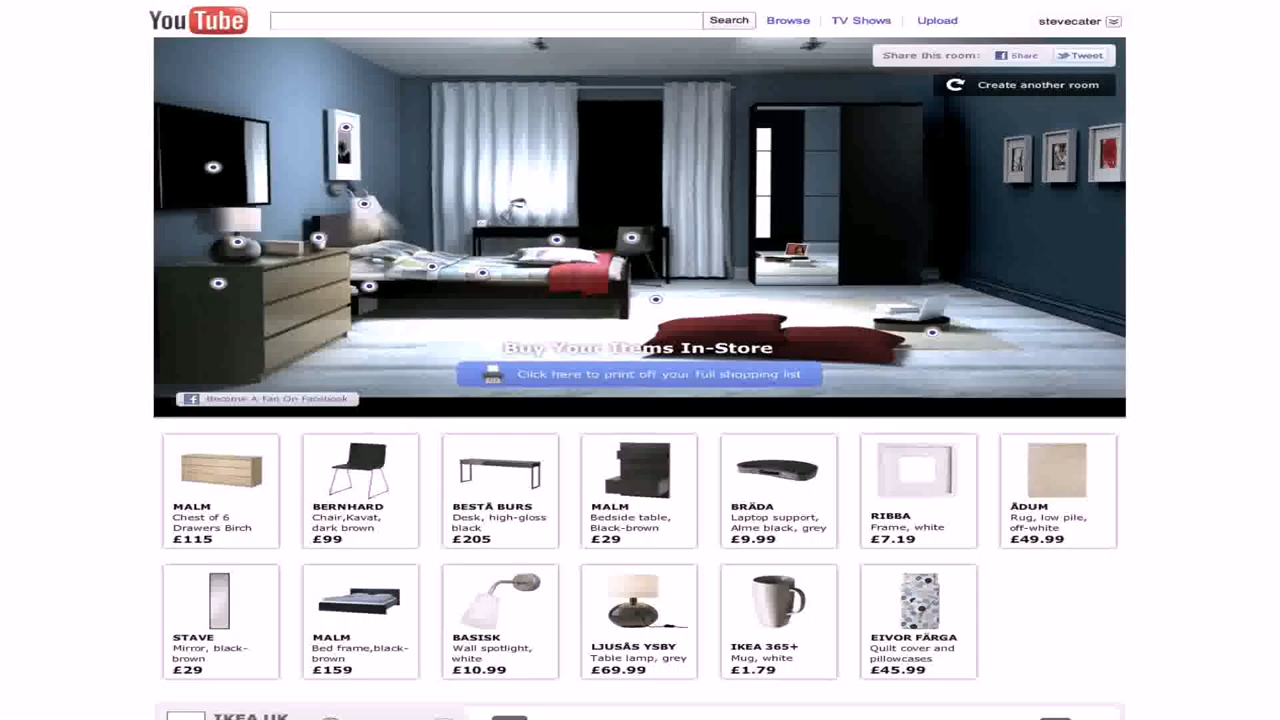 YouTube
Search
Browse
TV Shows
Upload
stevecater
Share this room:
Share
Tweet
Create another room
Buy Your Items In-Store
Click here to print off your full shopping list
Become A Fan On Facebook
MALM
Chest of 6
Drawers Birch
£115
BERNHARD
Chair,Kavat,
dark brown
£99
BESTÅ BURS
Desk, high-gloss
black
£205
MALM
Bedside table,
Black-brown
£29
BRÄDA
Laptop support,
Alme black, grey
£9.99
RIBBA
Frame, white
£7.19
ÅDUM
Rug, low pile,
off-white
£49.99
STAVE
Mirror, black-
brown
£29
MALM
Bed frame,black-
brown
£159
BASISK
Wall spotlight,
white
£10.99
LJUSÅS YSBY
Table lamp, grey
£69.99
IKEA 365+
Mug, white
£1.79
EIVOR FÄRGA
Quilt cover and
pillowcases
£45.99
IKEA UK